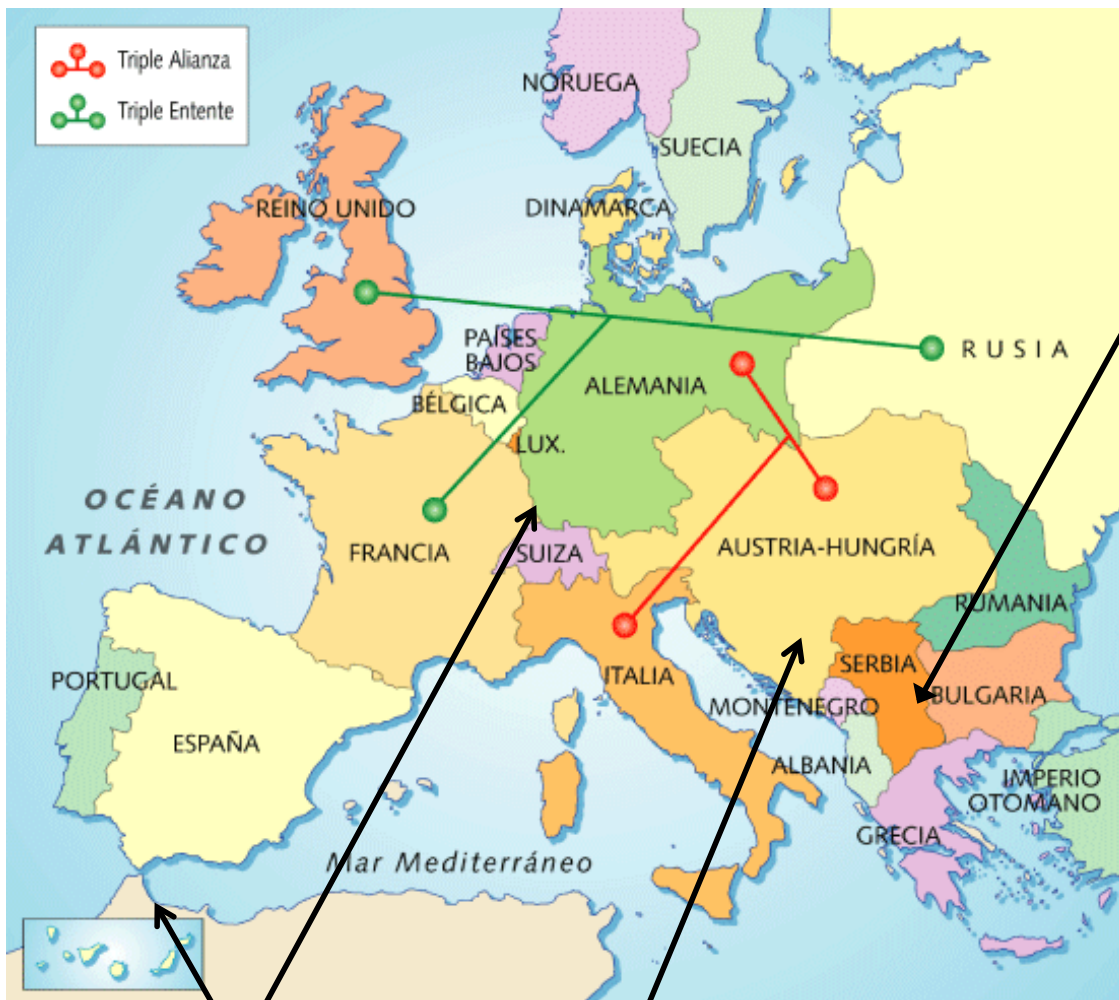 Triple Alianza
Triple Entente
NORUEGA
SUECIA
REINO UNIDO
DINAMARCA
PAÍSES
BAJOS
RUSIA
ALEMANIA
BÉLGICA
LUX.
OCÉANO
ATLÁNTICO
FRANCIA
SUIZA
AUSTRIA-HUNGRÍA
RUMANIA
SERBIA
ITALIA
PORTUGAL
MONTENEGRO
BULGARIA
ESPAÑA
ALBANIA
IMPERIO
OTOMANO
GRECIA
Mar Mediterráneo